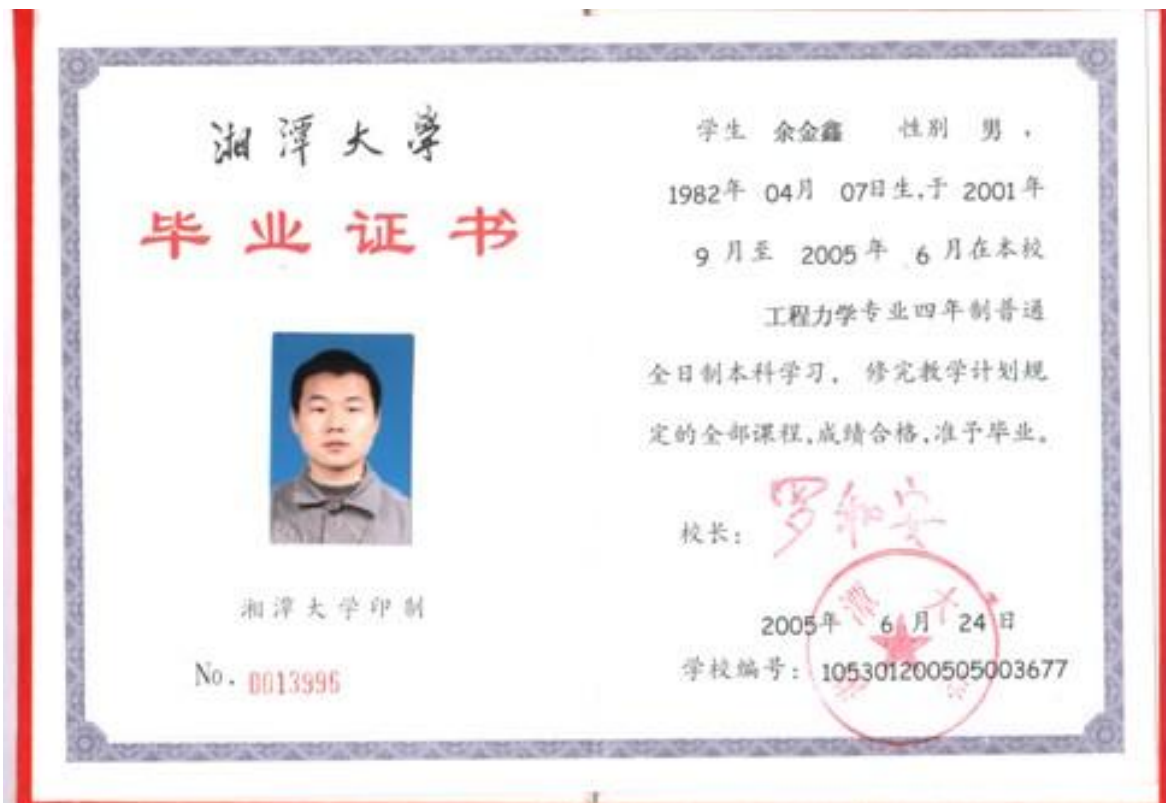 湘潭大学
毕业证书
湘潭大学印制
No. 0013996
学生 余金鑫 性别 男 ,
1982年 04月 07日生,于 2001年
9 月至 2005年 6 月在本校
工程力学专业四年制普通
全日制本科学习, 修完教学计划规
定的全部课程,成绩合格,准予毕业。
校长: 罗和安
2005年 6 月 24 日
学校编号: 105301200505003677